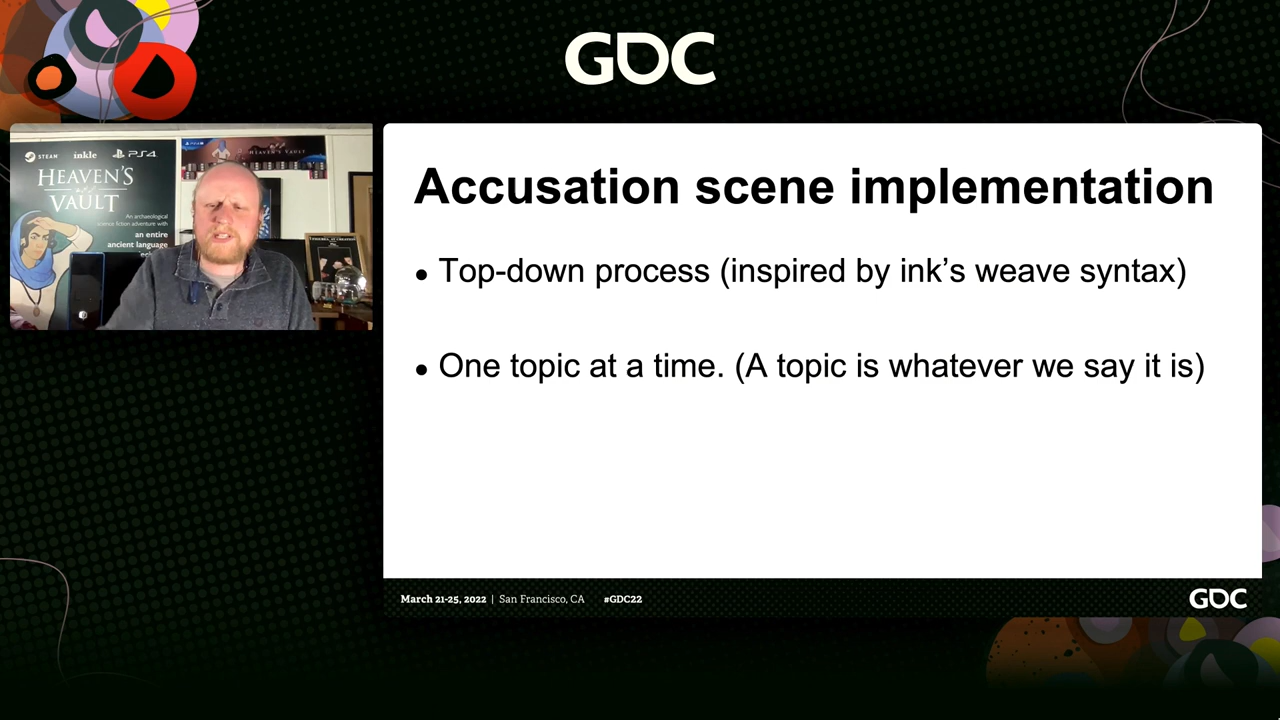 GDC
STEAM inkle PS4
HEAVEN'S
VAULT
An archaeological
science fiction adventure with
an entire
ancient language
HEAVEN'S VAULT
Accusation scene implementation
• Top-down process (inspired by ink’s weave syntax)
• One topic at a time. (A topic is whatever we say it is)
March 21-25, 2022 | San Francisco, CA #GDC22
GDC